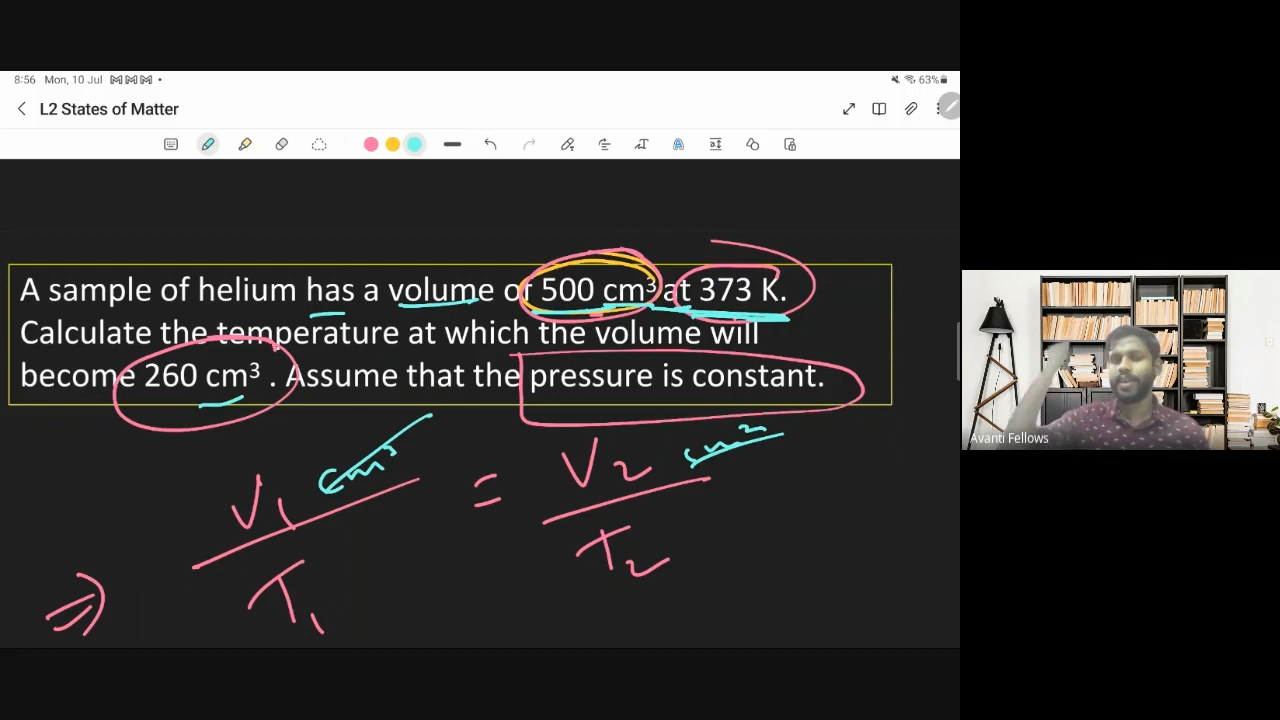 8:56 Mon, 10 Jul 63%
L2 States of Matter
A sample of helium has a volume of 500 cm³ at 373 K.
Calculate the temperature at which the volume will
become 260 cm³ . Assume that the pressure is constant.
V₁ cm³ = V₂
T₁ T₂
Avanti Fellows